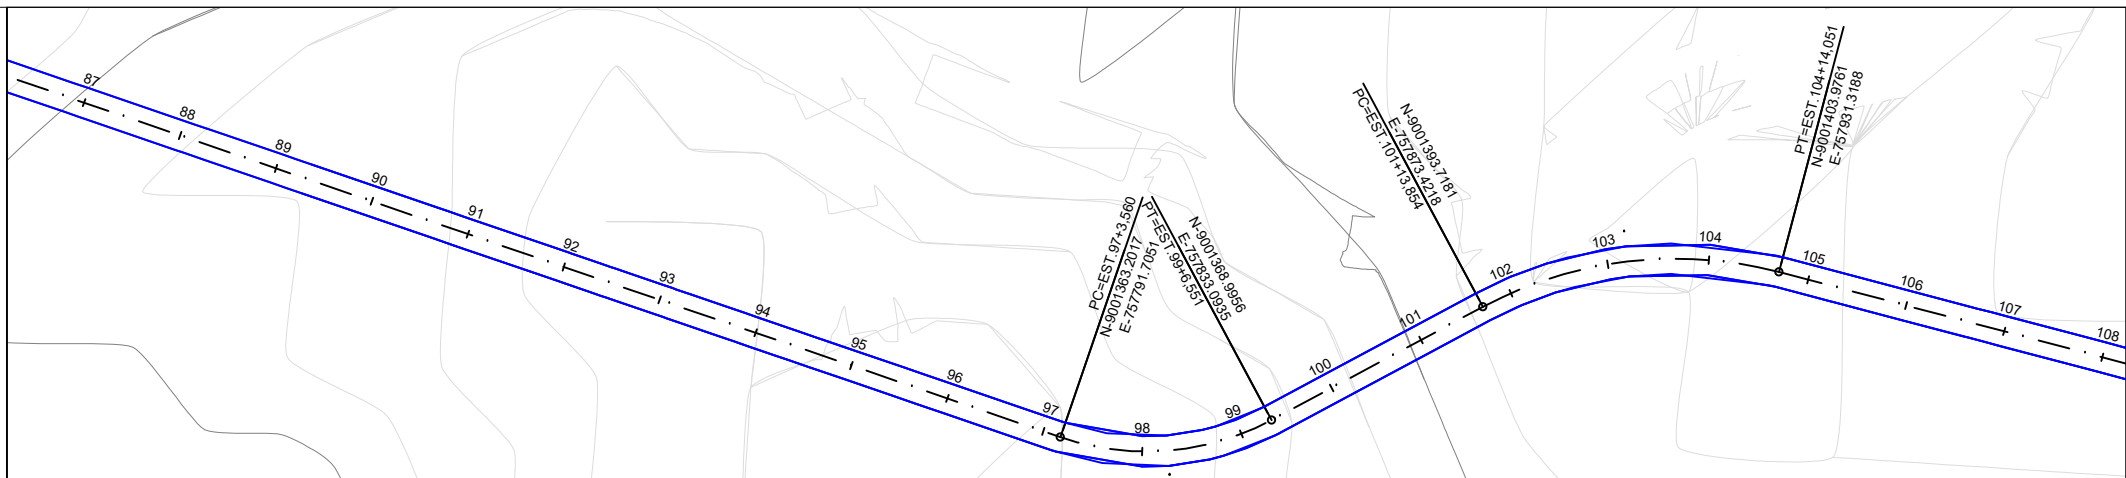 87
88
89
90
91
92
93
94
95
96
97
PC=EST.97+3,560
N-9001363.2017
E-757791.7051
98
99
PT=EST.99+6,551
E-757833.0935
N-9001368.9956
100
101
PC=EST.101+13,854
E-757873.4218
N-9001393.7181
102
103
104
PT=EST.104+14,051
N-9001403.9761
E-757931.3188
105
106
107
108